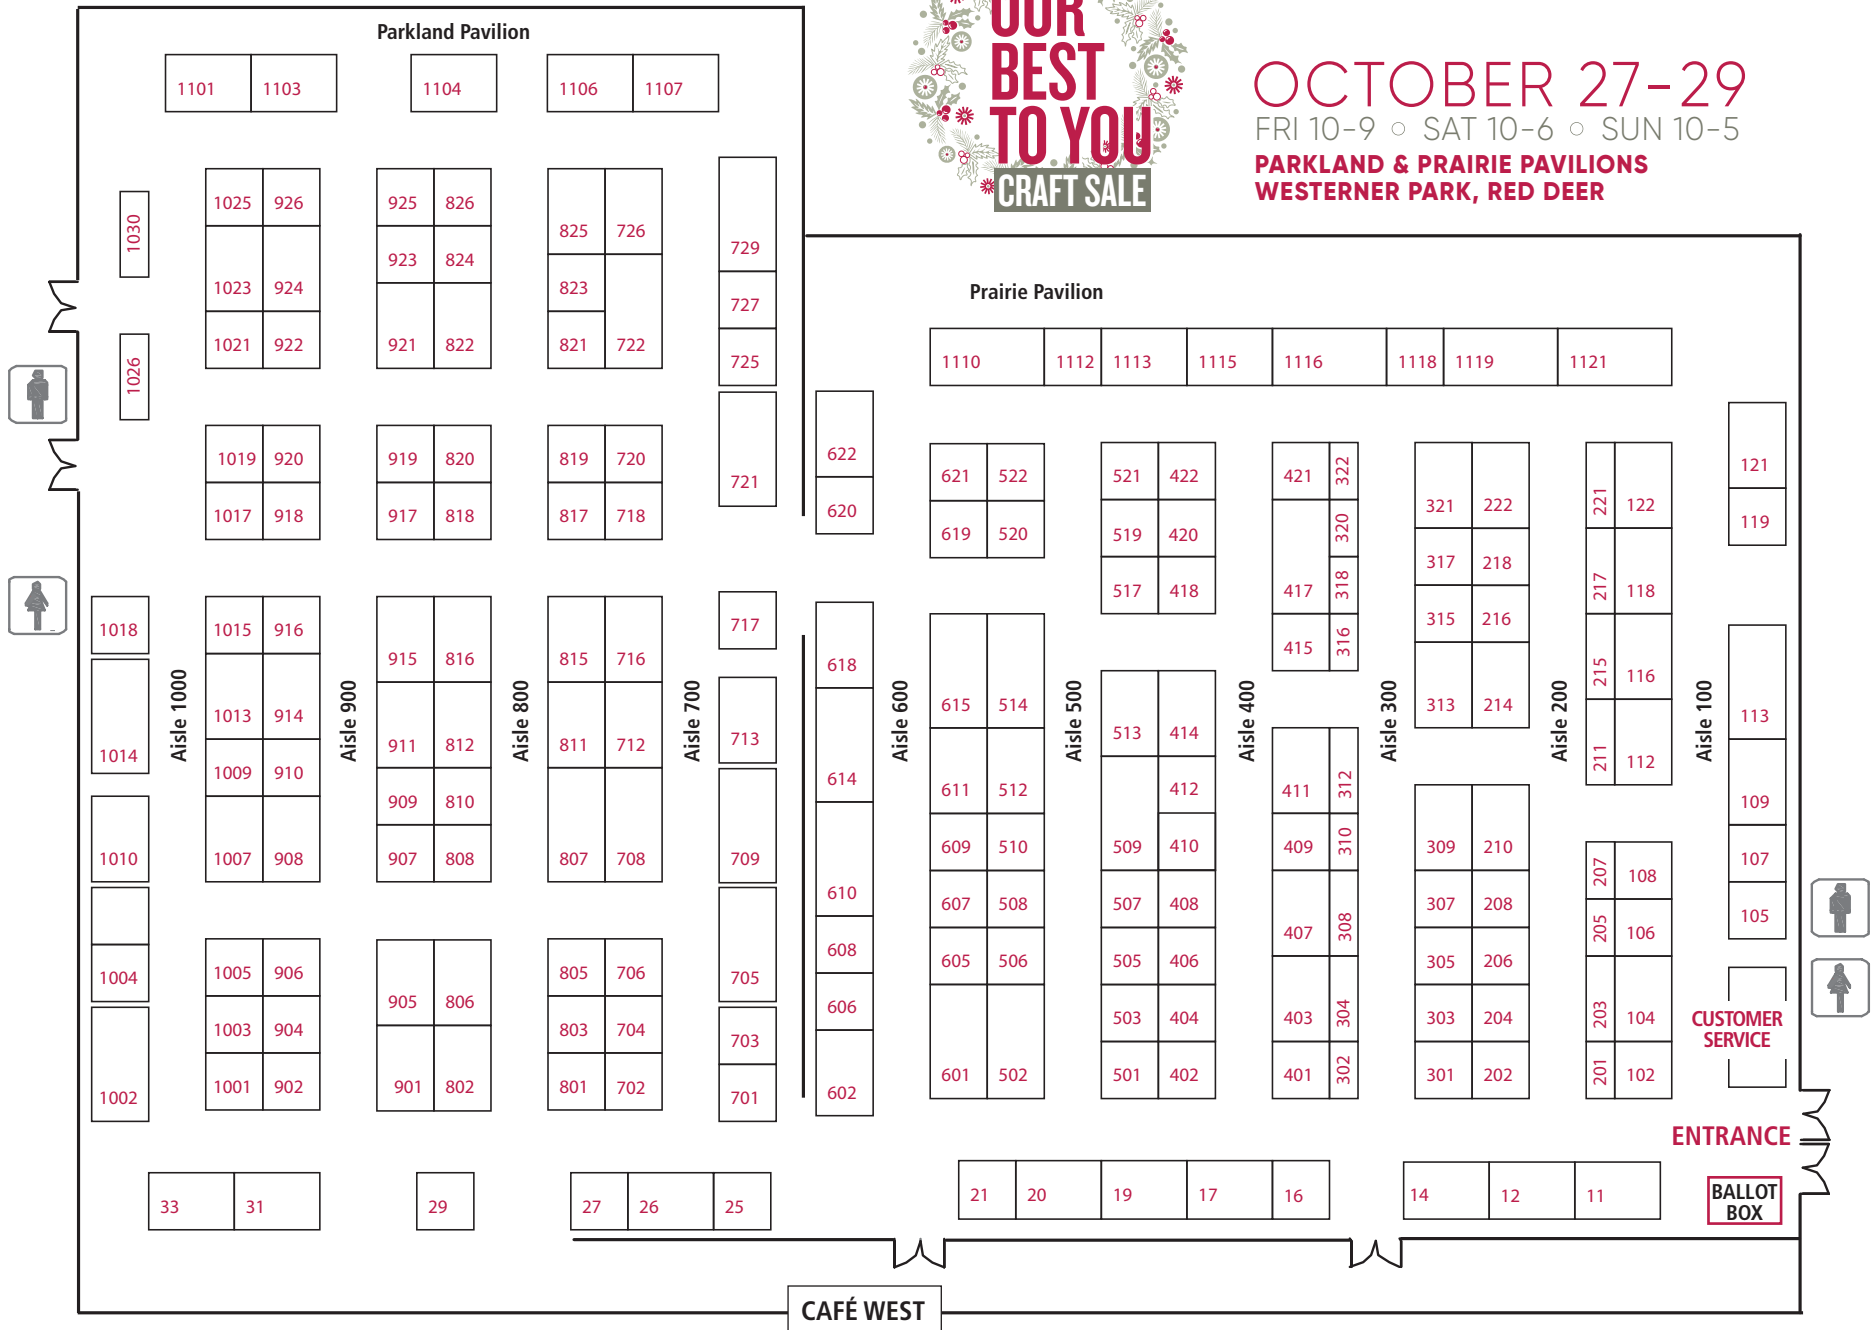 Parkland Pavilion
OUR
BEST
TO YOU
CRAFT SALE
OCTOBER 27-29
FRI 10-9 ○ SAT 10-6 ○ SUN 10-5
PARKLAND & PRAIRIE PAVILIONS
WESTERNER PARK, RED DEER
1101 1103 1104 1106 1107
1030
1025 926 925 826
825 726
923 824
729
1023 924 823
727
1021 922 921 822 821 722
725
1026
Prairie Pavilion
1110 1112 1113 1115 1116 1118 1119 1121
1019 920 919 820 819 720
721
1017 918 917 818 817 718
622
620
621 522 521 422 421 322
321 222 221 122
121
119
619 520 519 420 320
317 218
517 418 417 318 217 118
315 216
415 316
1018 1015 916 717
915 816 815 716
618
1014 1013 914
911 812 811 712
713
1009 910
614
615 514 513 414
313 214 215 116
113
Aisle 1000
Aisle 900
Aisle 800
Aisle 700
Aisle 600
Aisle 500
Aisle 400
Aisle 300
Aisle 200
Aisle 100
211 112
611 512 412 411 312
109
909 810
1010 1007 908 907 808 807 708 709
610
609 510 509 410 409 310 309 210
107
207 108
607 508 507 408 407 308 307 208
105
205 106
608
605 506 505 406 305 206
1004 1005 906 805 706 705
905 806
606
1003 904 803 704 703
503 404 403 304 303 204 203 104
CUSTOMER
SERVICE
1002 1001 902 901 802 801 702 701
602
601 502 501 402 401 302 301 202 201 102
ENTRANCE
33 31 29 27 26 25
21 20 19 17 16 14 12 11
BALLOT
BOX
CAFÉ WEST